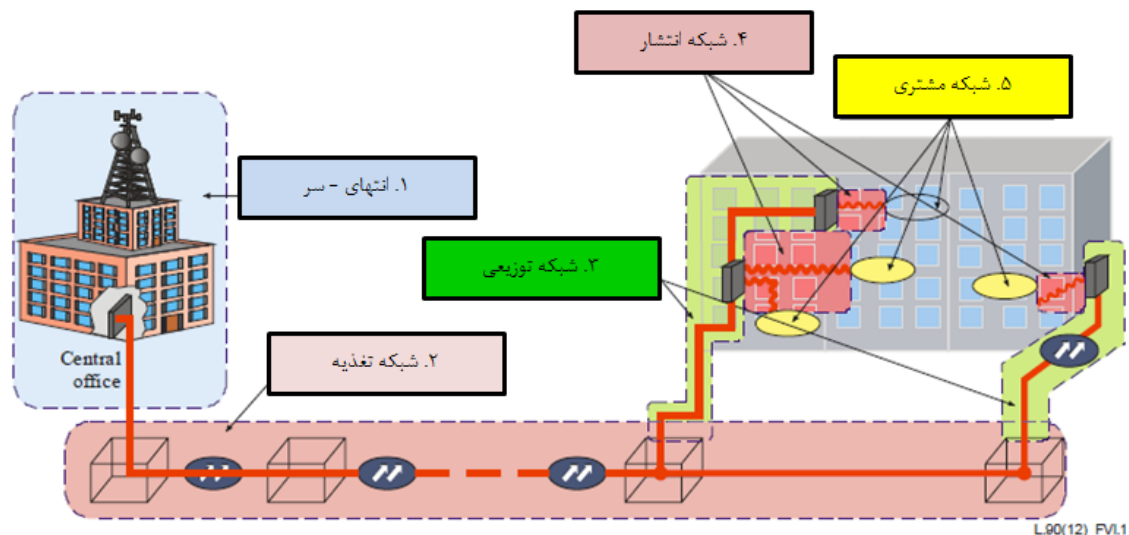 ۴. شبکه انتشار
۵. شبکه مشتری
۱. انتهای - سر
۳. شبکه توزیعی
۲. شبکه تغذیه
Central
office
L.90(12)_FVI.1